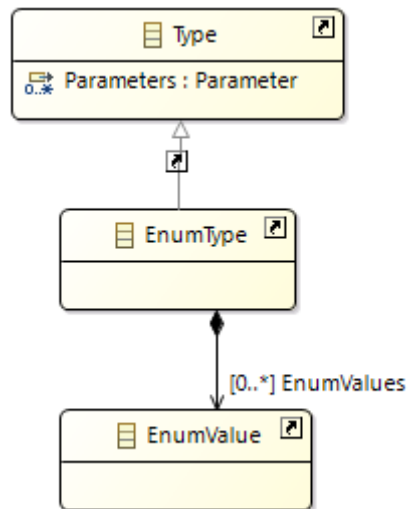 Type
0..*
Parameters : Parameter
EnumType
[0..*] EnumValues
EnumValue